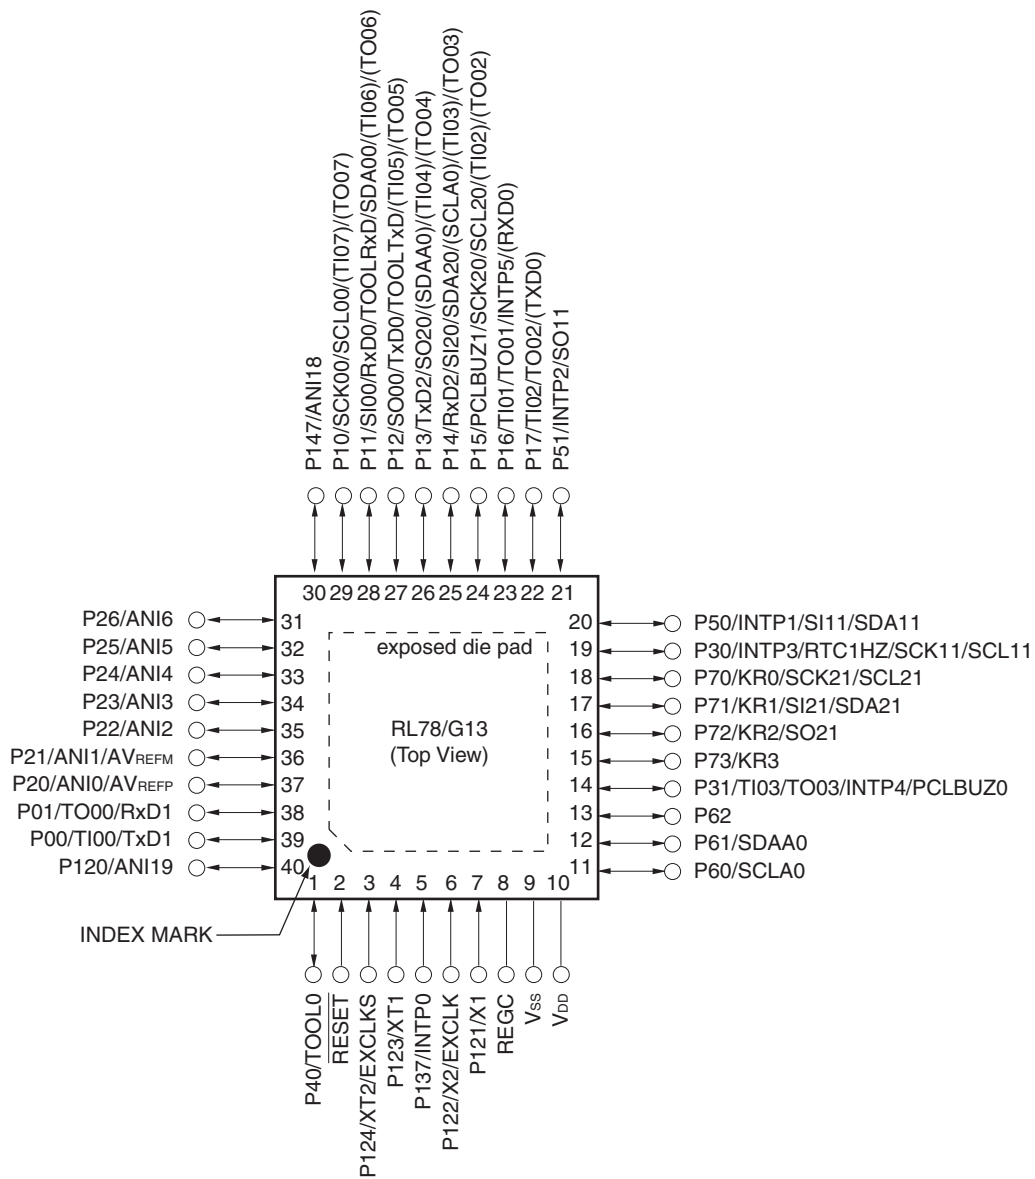 P147/ANI18
P10/SCK00/SCL00/(TI07)/(TO07)
P11/SI00/RxD0/TOOLRxD/SDA00/(TI06)/(TO06)
P12/SO00/TxD0/TOOLTxD/(TI05)/(TO05)
P13/TxD2/SO20/(SDAA0)/(TI04)/(TO04)
P14/RxD2/SI20/SDA20/(SCLA0)/(TI03)/(TO03)
P15/PCLBUZ1/SCK20/SCL20/(TI02)/(TO02)
P16/TI01/TO01/INTP5/(RXD0)
P17/TI02/TO02/(TXD0)
P51/INTP2/SO11
30 29 28 27 26 25 24 23 22 21
P26/ANI6 31
P25/ANI5 32
P24/ANI4 33
P23/ANI3 34
P22/ANI2 35
P21/ANI1/AVREFM 36
P20/ANI0/AVREFP 37
P01/TO00/RxD1 38
P00/TI00/TxD1 39
P120/ANI19 40
exposed die pad
RL78/G13
(Top View)
20 P50/INTP1/SI11/SDA11
19 P30/INTP3/RTC1HZ/SCK11/SCL11
18 P70/KR0/SCK21/SCL21
17 P71/KR1/SI21/SDA21
16 P72/KR2/SO21
15 P73/KR3
14 P31/TI03/TO03/INTP4/PCLBUZ0
13 P62
12 P61/SDAA0
11 P60/SCLA0
1 2 3 4 5 6 7 8 9 10
INDEX MARK
P40/TOOL0
RESET
P124/XT2/EXCLKS
P123/XT1
P137/INTP0
P122/X2/EXCLK
P121/X1
REGC
VSS
VDD